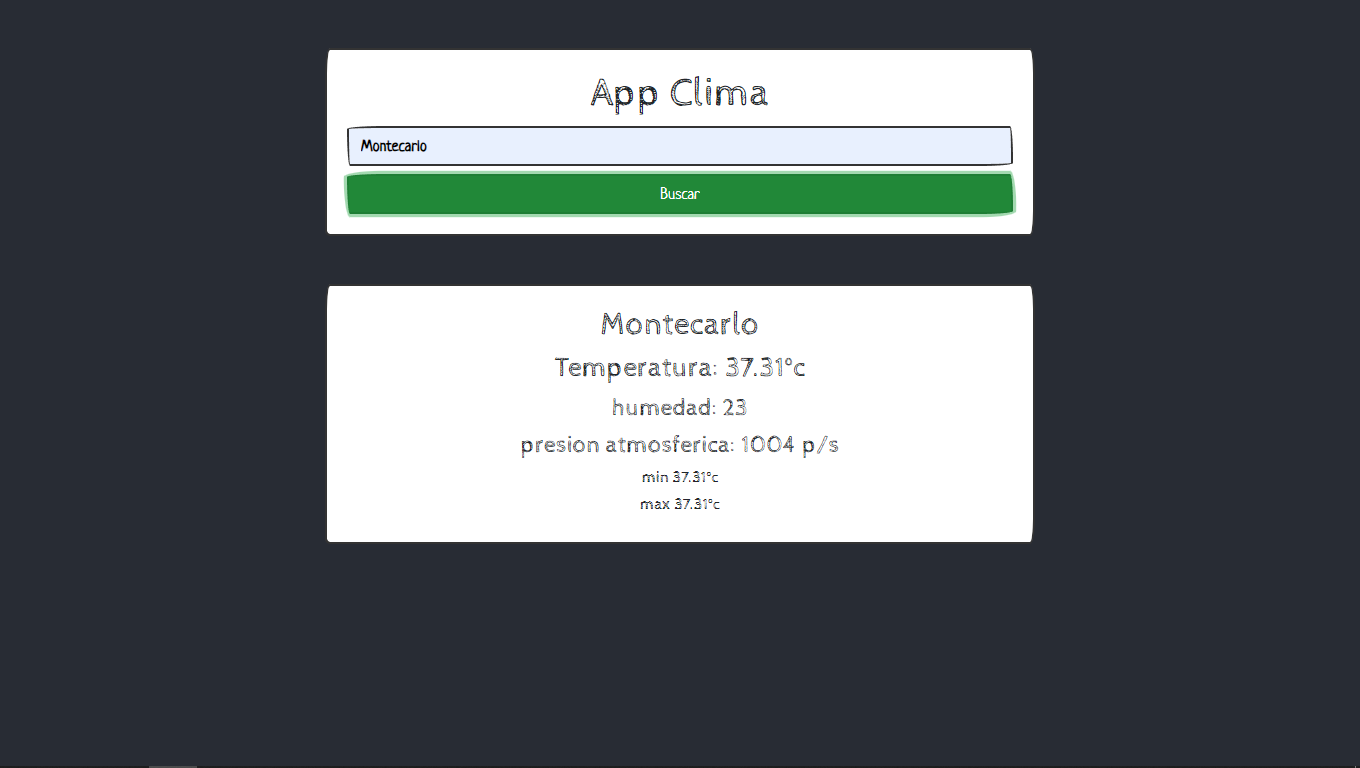 App Clima
Montecarlo
Buscar
Montecarlo
Temperatura: 37.31°c
humedad: 23
presion atmosferica: 1004 p/s
min 37.31°c
max 37.31°c